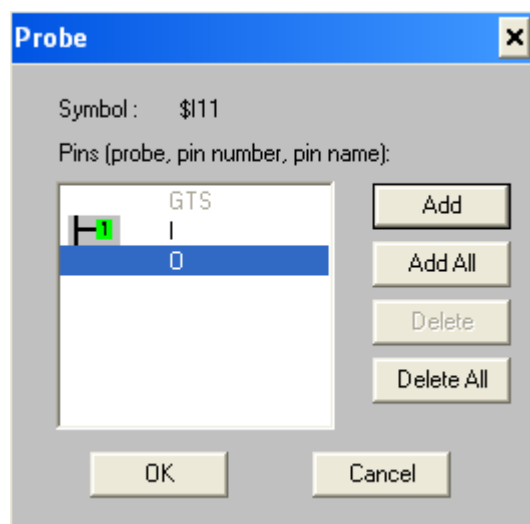 Probe
Symbol : $I11
Pins (probe, pin number, pin name):
GTS
1 I
O
Add
Add All
Delete
Delete All
OK
Cancel